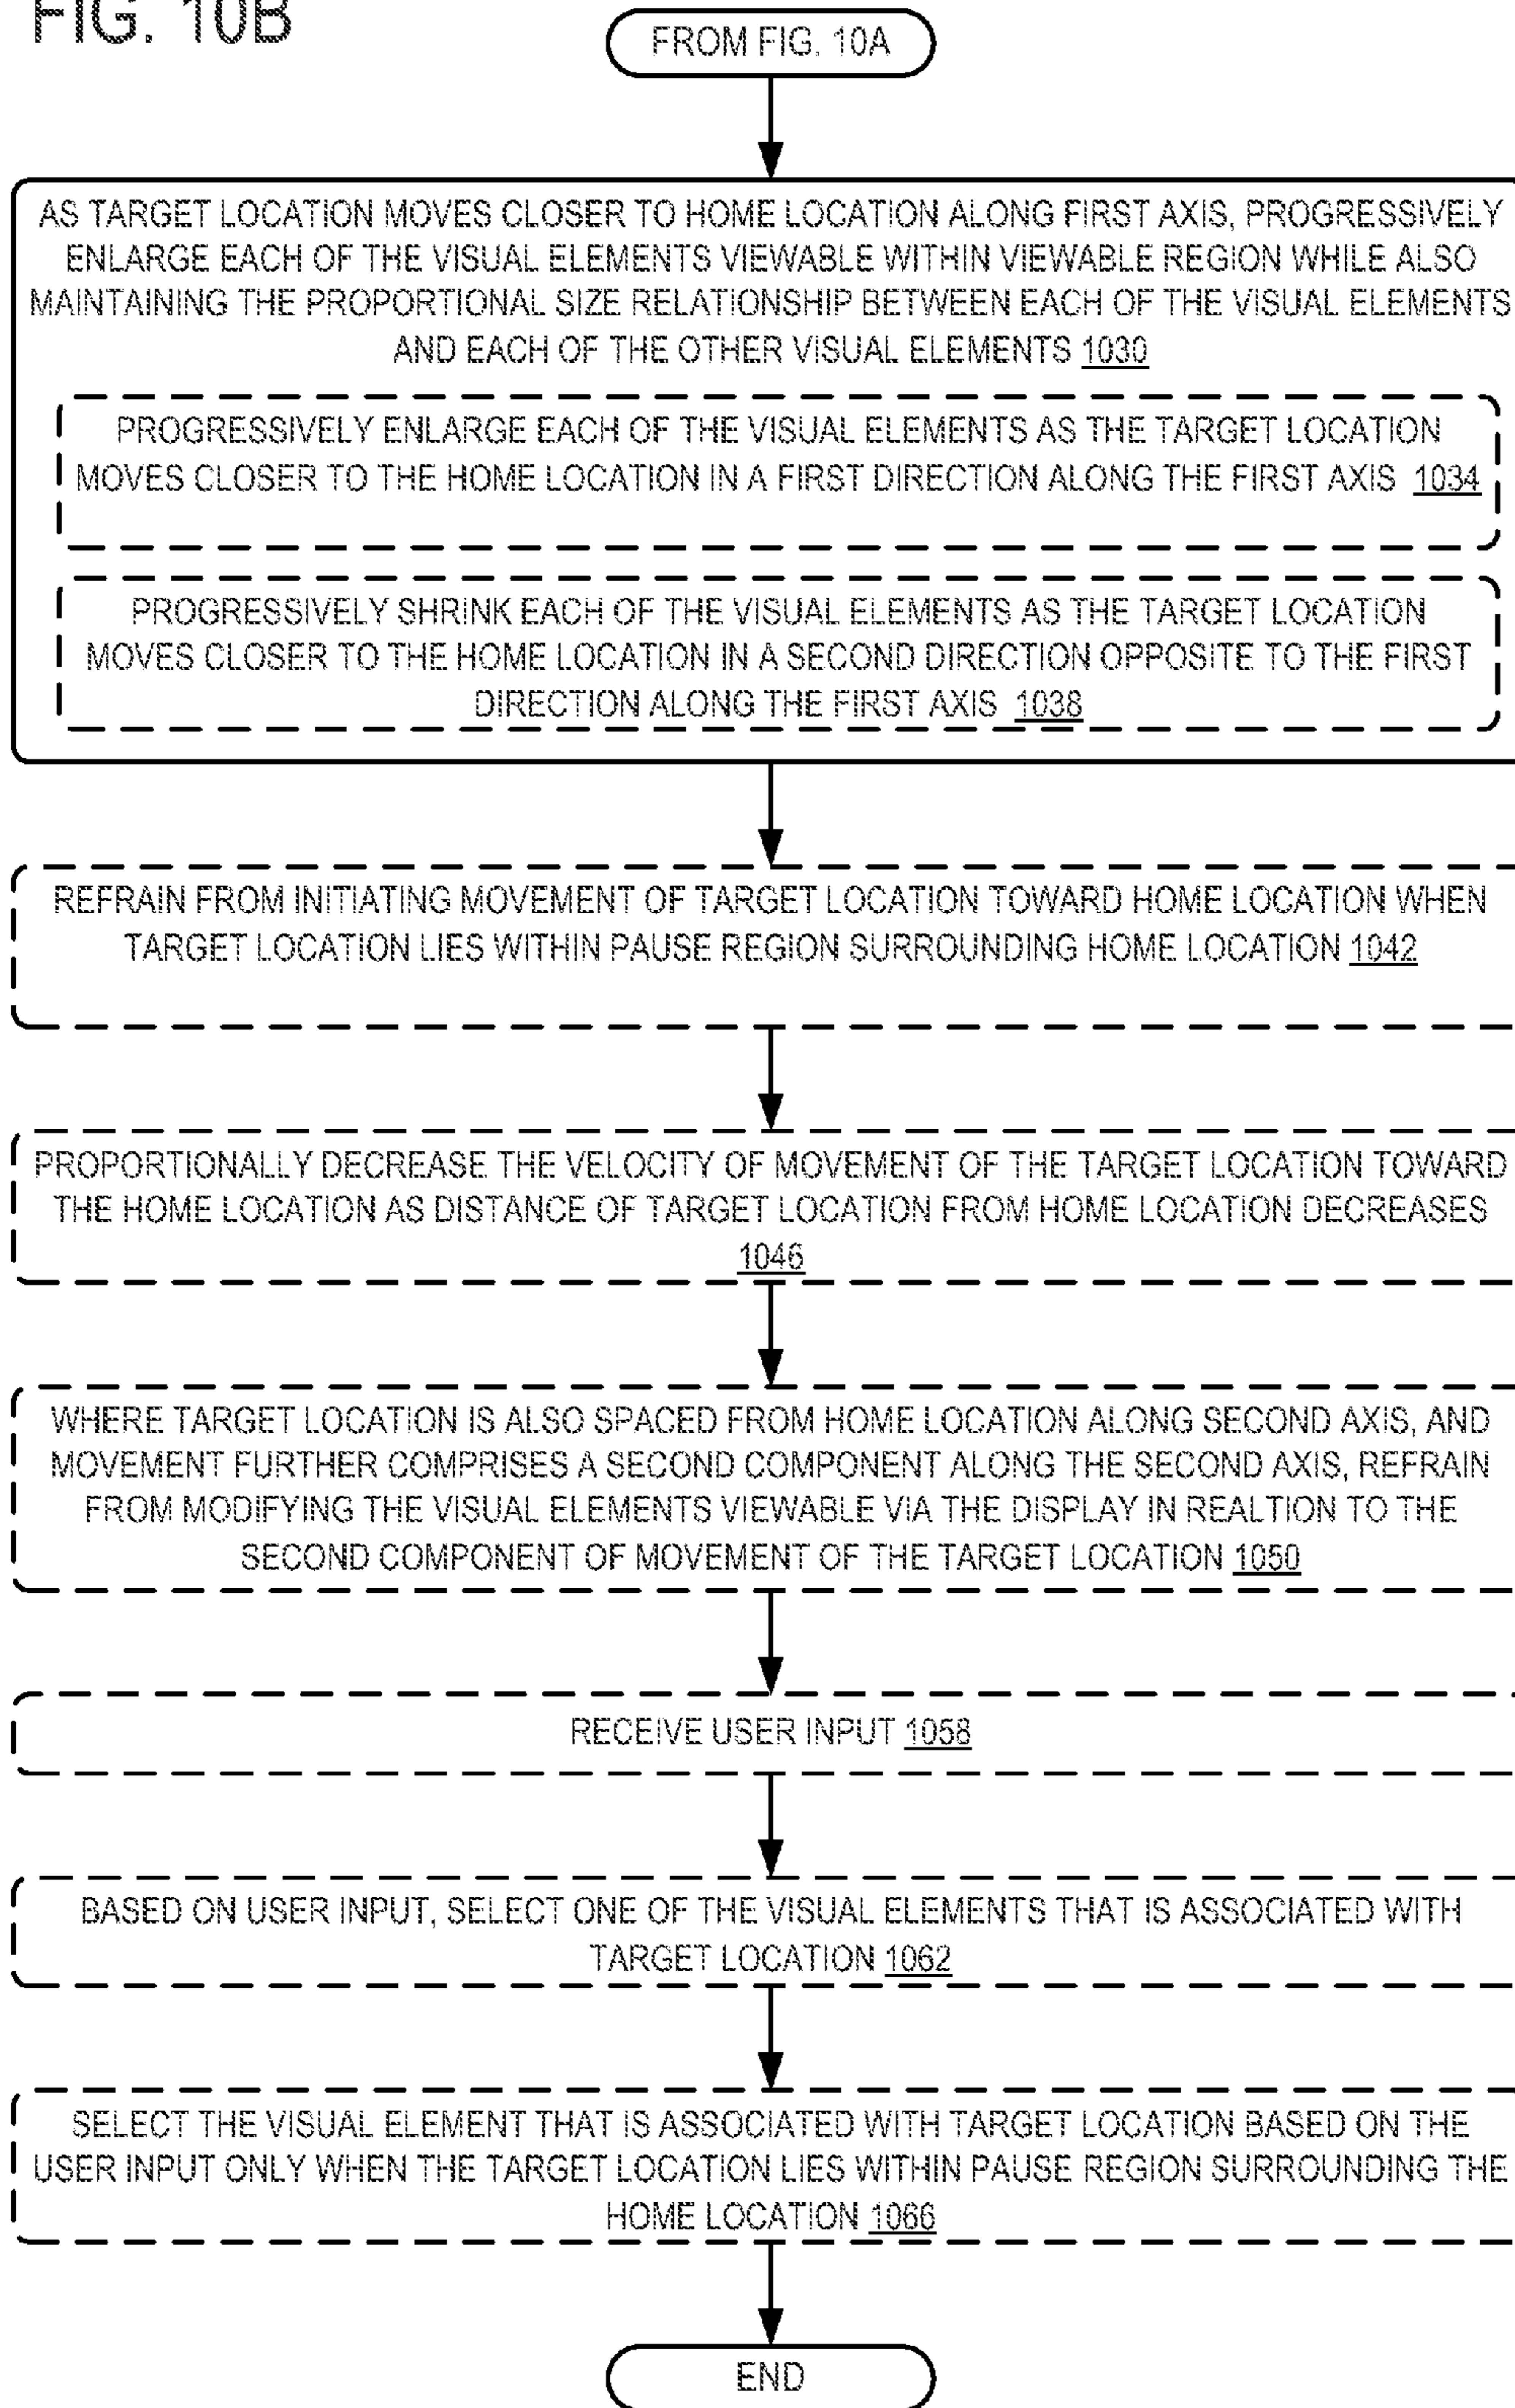 FIG. 10B
FROM FIG. 10A
AS TARGET LOCATION MOVES CLOSER TO HOME LOCATION ALONG FIRST AXIS, PROGRESSIVELY
ENLARGE EACH OF THE VISUAL ELEMENTS VIEWABLE WITHIN VIEWABLE REGION WHILE ALSO
MAINTAINING THE PROPORTIONAL SIZE RELATIONSHIP BETWEEN EACH OF THE VISUAL ELEMENTS
AND EACH OF THE OTHER VISUAL ELEMENTS 1030
PROGRESSIVELY ENLARGE EACH OF THE VISUAL ELEMENTS AS THE TARGET LOCATION
MOVES CLOSER TO THE HOME LOCATION IN A FIRST DIRECTION ALONG THE FIRST AXIS 1034
PROGRESSIVELY SHRINK EACH OF THE VISUAL ELEMENTS AS THE TARGET LOCATION
MOVES CLOSER TO THE HOME LOCATION IN A SECOND DIRECTION OPPOSITE TO THE FIRST
DIRECTION ALONG THE FIRST AXIS 1038
REFRAIN FROM INITIATING MOVEMENT OF TARGET LOCATION TOWARD HOME LOCATION WHEN
TARGET LOCATION LIES WITHIN PAUSE REGION SURROUNDING HOME LOCATION 1042
PROPORTIONALLY DECREASE THE VELOCITY OF MOVEMENT OF THE TARGET LOCATION TOWARD
THE HOME LOCATION AS DISTANCE OF TARGET LOCATION FROM HOME LOCATION DECREASES
1046
WHERE TARGET LOCATION IS ALSO SPACED FROM HOME LOCATION ALONG SECOND AXIS, AND
MOVEMENT FURTHER COMPRISES A SECOND COMPONENT ALONG THE SECOND AXIS, REFRAIN
FROM MODIFYING THE VISUAL ELEMENTS VIEWABLE VIA THE DISPLAY IN REALTION TO THE
SECOND COMPONENT OF MOVEMENT OF THE TARGET LOCATION 1050
RECEIVE USER INPUT 1058
BASED ON USER INPUT, SELECT ONE OF THE VISUAL ELEMENTS THAT IS ASSOCIATED WITH
TARGET LOCATION 1062
SELECT THE VISUAL ELEMENT THAT IS ASSOCIATED WITH TARGET LOCATION BASED ON THE
USER INPUT ONLY WHEN THE TARGET LOCATION LIES WITHIN PAUSE REGION SURROUNDING THE
HOME LOCATION 1066
END